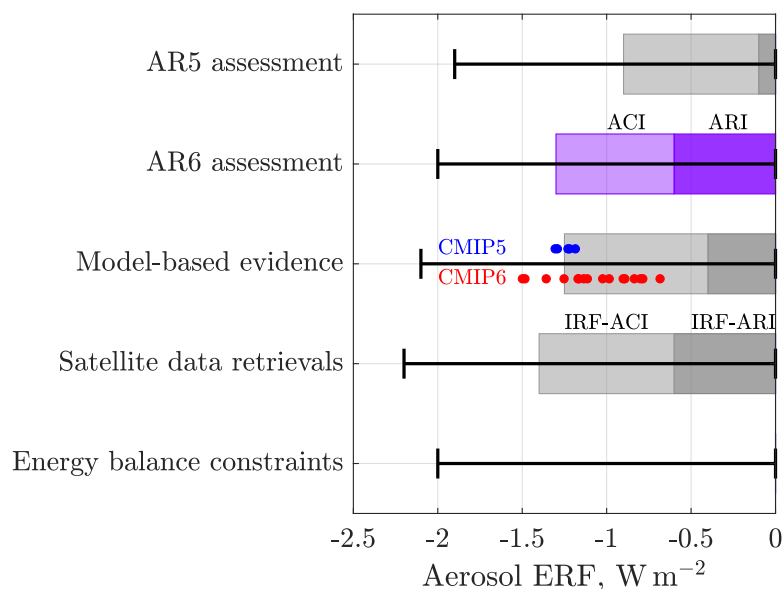 AR5 assessment
ACI ARI
AR6 assessment
CMIP5
Model-based evidence
CMIP6
IRF-ACI IRF-ARI
Satellite data retrievals
Energy balance constraints
-2.5 -2 -1.5 -1 -0.5 0
Aerosol ERF, W m⁻²